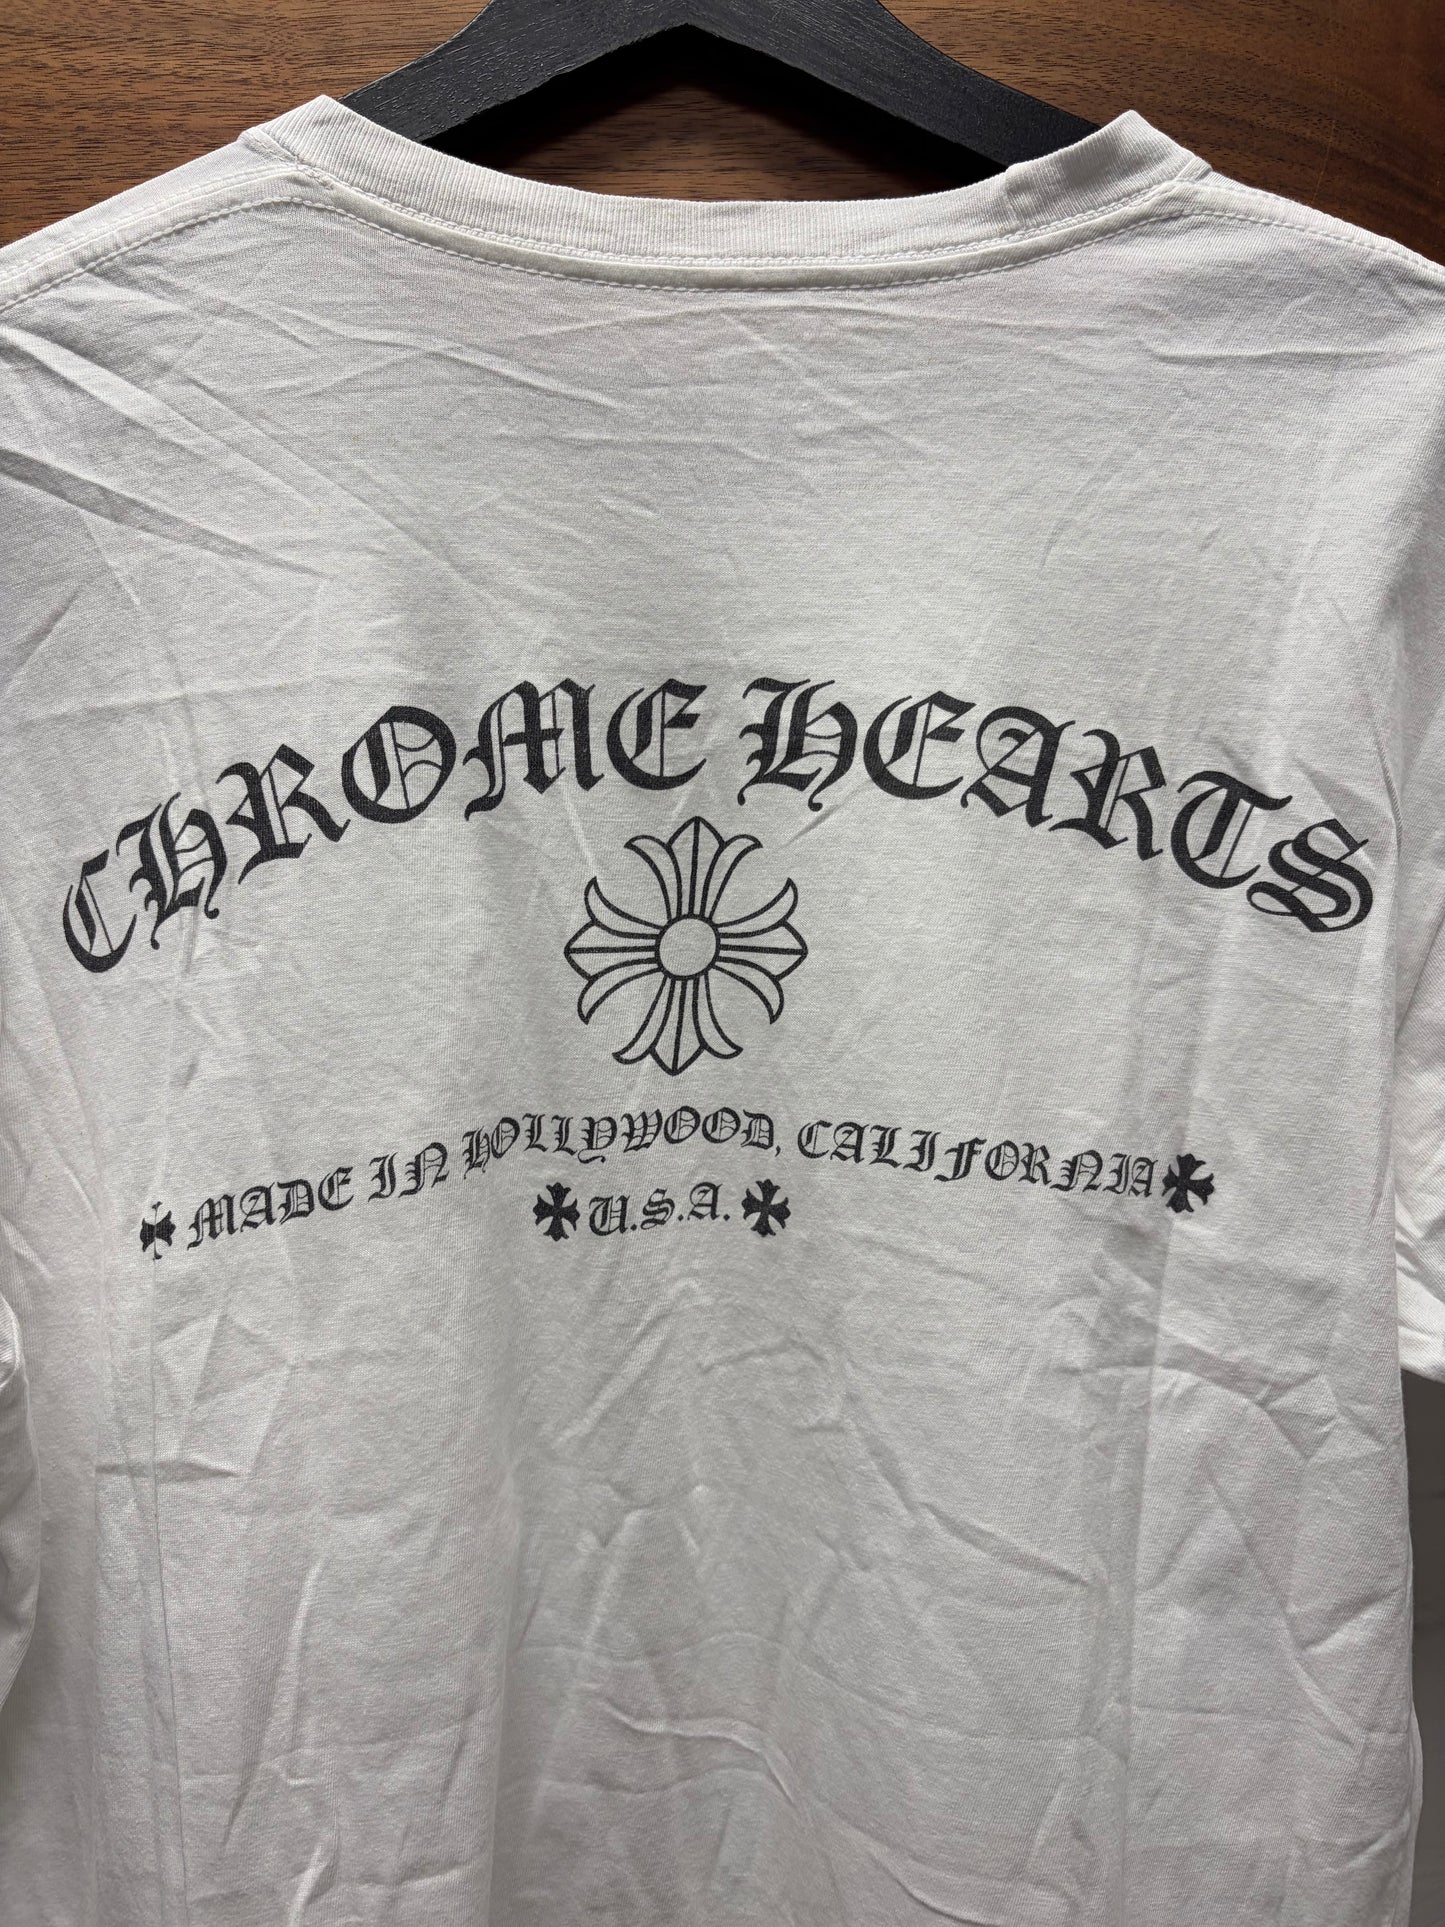 CHROME HEARTS
MADE IN HOLLYWOOD, CALIFORNIA
U.S.A.